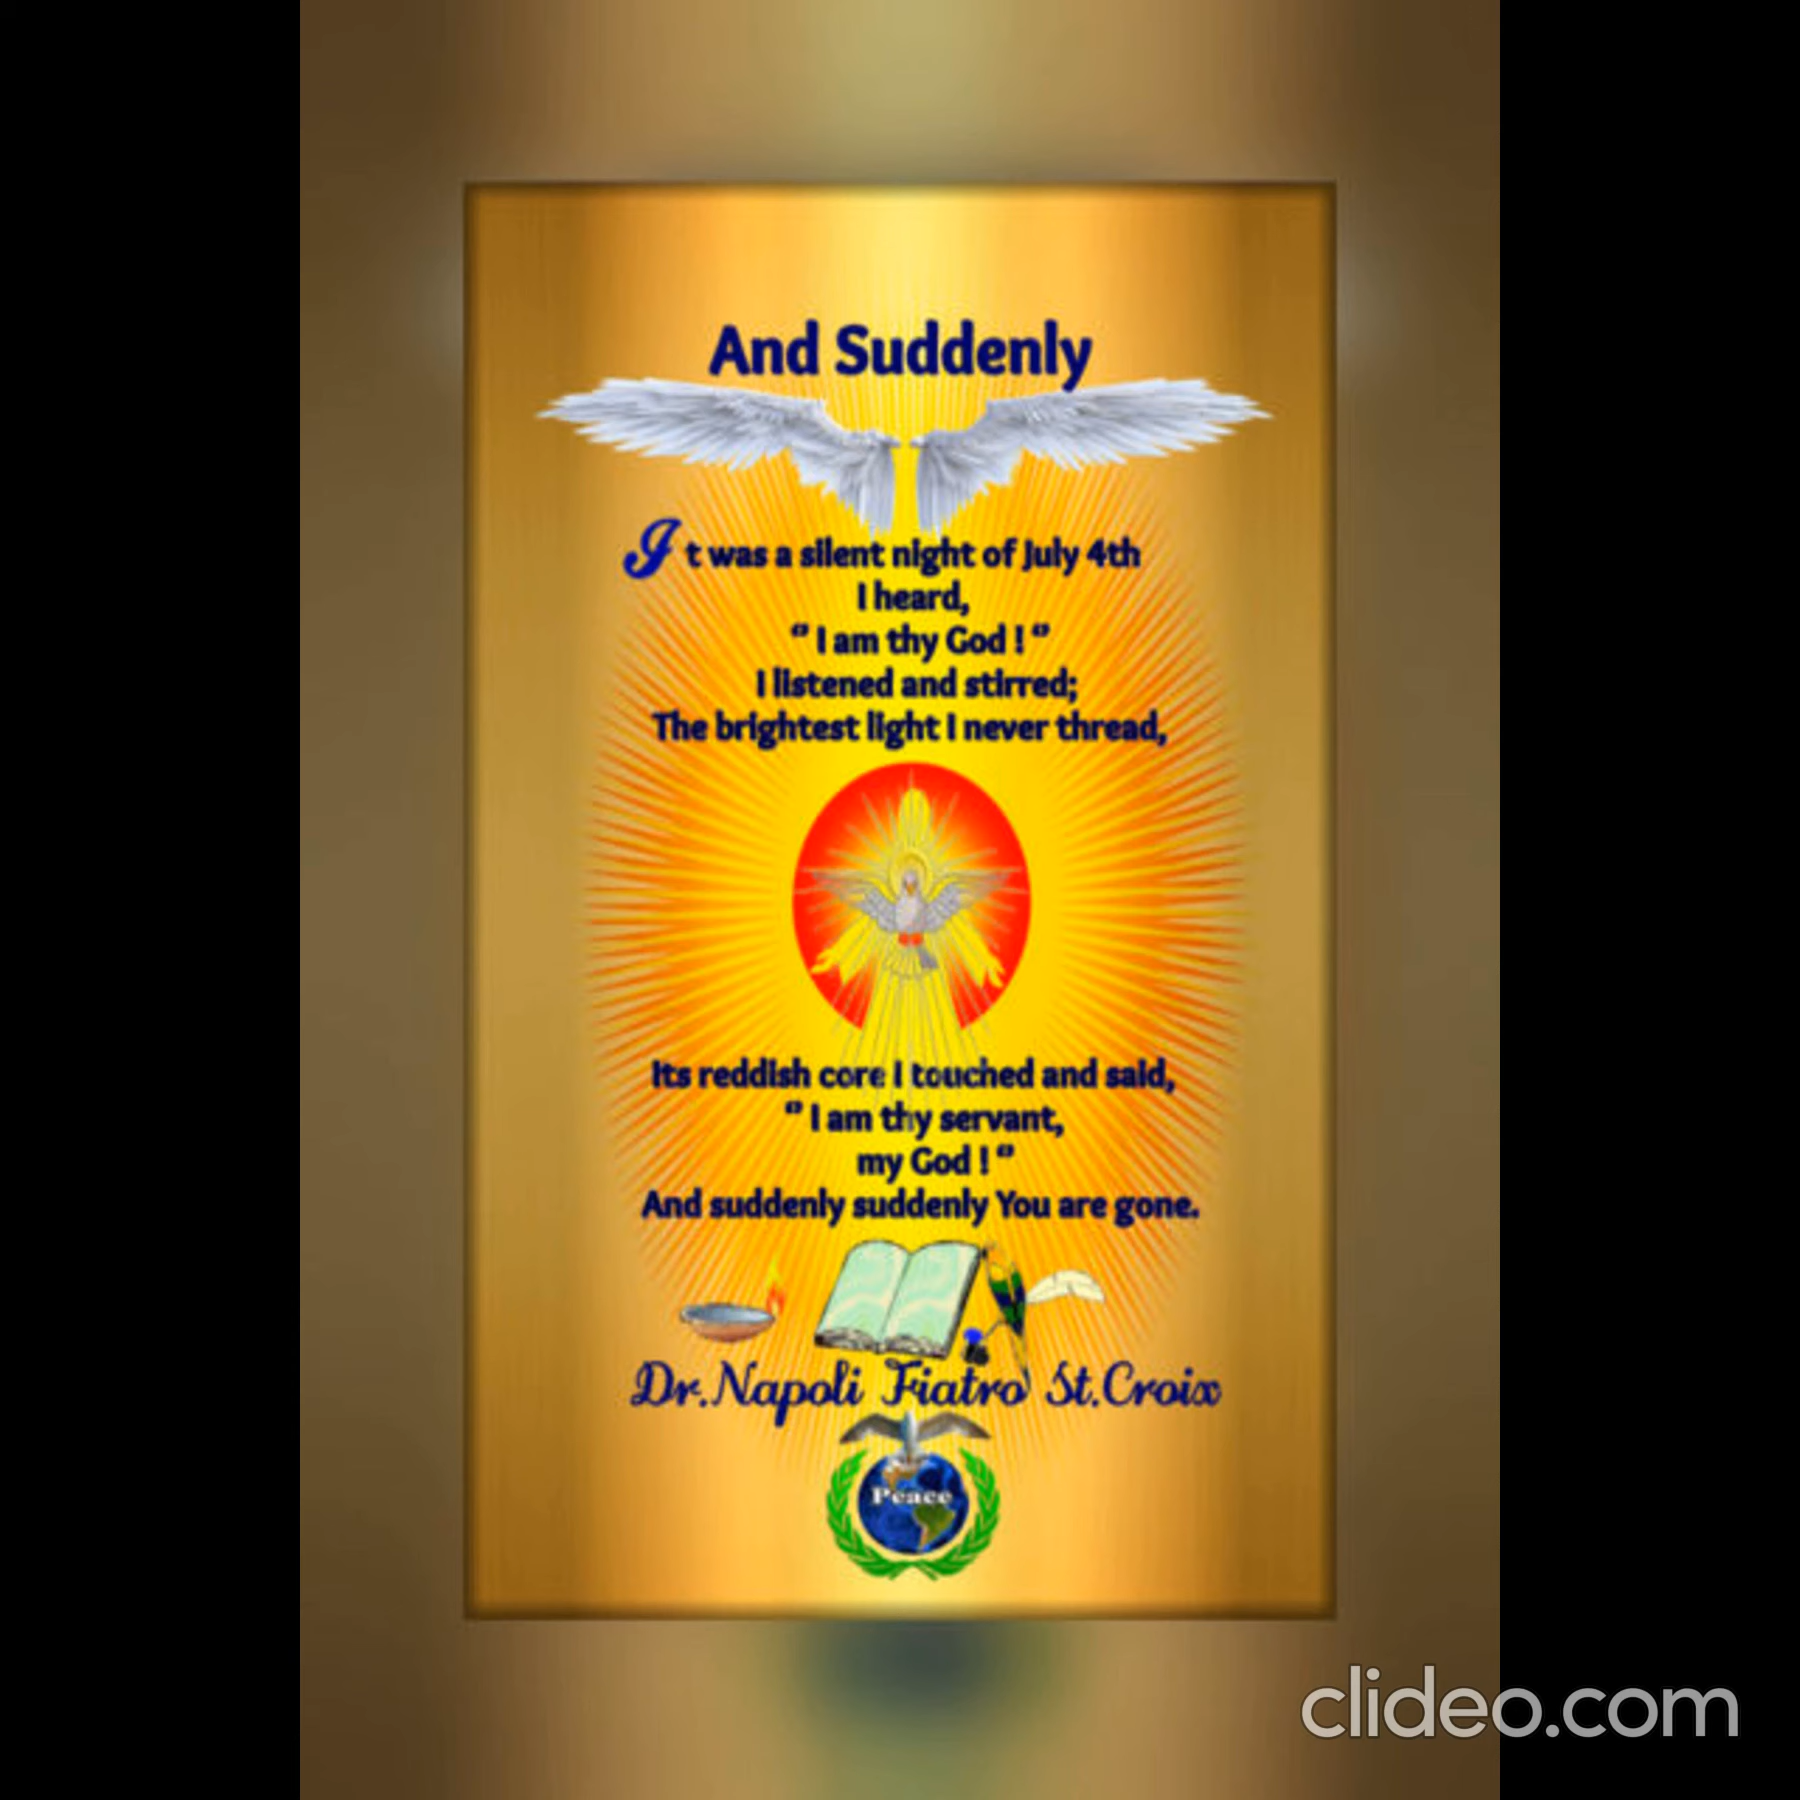 And Suddenly
It was a silent night of July 4th
I heard,
“ I am thy God ! ”
I listened and stirred;
The brightest light I never thread,
Its reddish core I touched and said,
“ I am thy servant,
my God ! ”
And suddenly suddenly You are gone.
Dr.Napoli Fiatro St.Croix
Peace
clideo.com